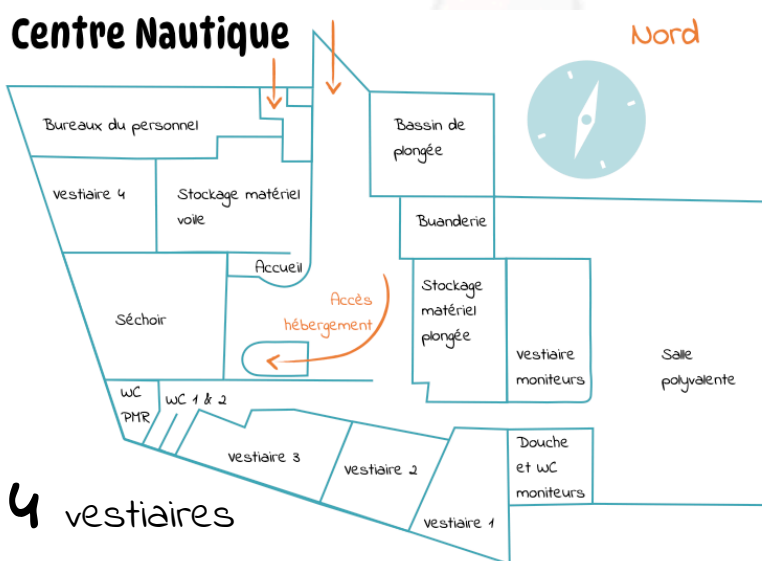 Centre Nautique
Nord
Bureaux du personnel
Bassin de
plongée
vestiaire 4
Stockage matériel
voile
Buanderie
Accueil
Séchoir
Accès
hébergement
Stockage
matériel
plongée
vestiaire
moniteurs
Salle
polyvalente
WC
PMR
WC 1 & 2
vestiaire 3
vestiaire 2
vestiaire 1
Douche
et WC
moniteurs
4 vestiaires